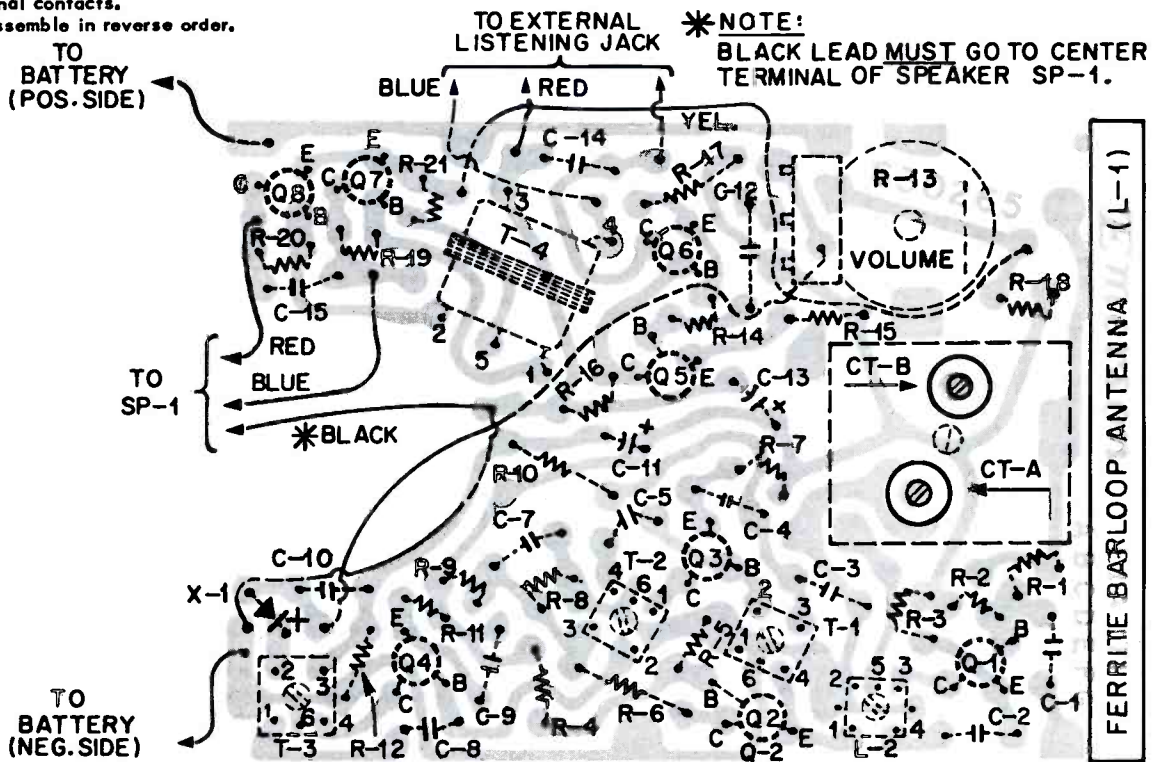 nal contacts.
ssemble in reverse order.
TO
BATTERY
(POS. SIDE)
TO EXTERNAL
LISTENING JACK
✱ NOTE:
BLACK LEAD MUST GO TO CENTER
TERMINAL OF SPEAKER SP-1.
BLUE
RED
YEL.
C-14
E
E
R-21
R-17
C-12
R-13
C
Q8
C
Q7
B
B
3
T-4
4
C
E
Q6
B
VOLUME
R-20
R-19
C-15
2
5
1
R-14
R-15
R-18
RED
BLUE
TO
SP-1
✱BLACK
R-16
B
C
Q5
E
C-13
+
CT-B
CT-A
R-10
C-11
+
R-7
C-7
C-5
C-4
E
Q3
B
C
C-10
X-1
+
R-9
R-8
T-2
4
6
1
3
2
C-3
R-2
R-1
R-3
R-11
E
Q4
C
B
R-5
2
3
1
T-1
6
4
B
Q-1
C
E
C-1
2
3
1
6
4
T-3
R-12
C-8
C-9
R-4
R-6
B
C
Q2
E
Q-2
2
5
3
1
4
L-2
C-2
TO
BATTERY
(NEG. SIDE)
FERRITE BARLOOP ANTENNA (L-1)